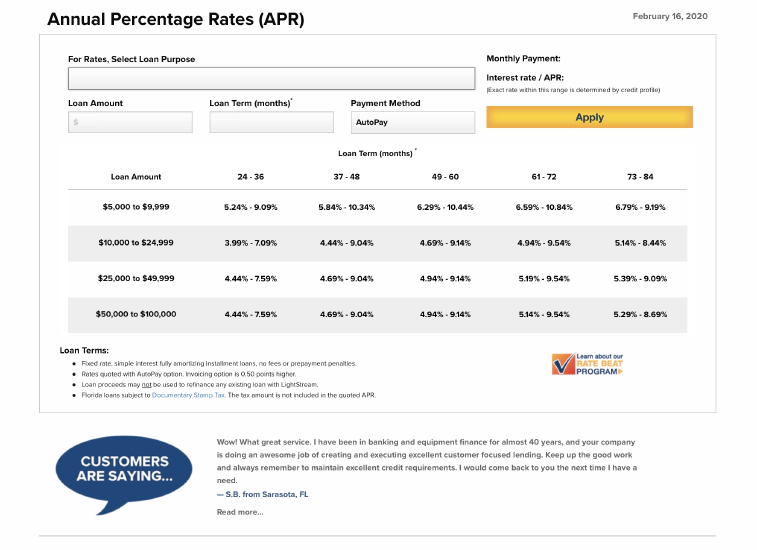 Annual Percentage Rates (APR)
February 16, 2020
For Rates, Select Loan Purpose
Monthly Payment:
Interest rate / APR:
(Exact rate within this range is determined by credit profile)
Loan Amount
Loan Term (months)*
Payment Method
$
AutoPay
Apply
Loan Term (months) *
Loan Amount 24 - 36 37 - 48 49 - 60 61 - 72 73 - 84
$5,000 to $9,999 5.24% - 9.09% 5.84% - 10.34% 6.29% - 10.44% 6.59% - 10.84% 6.79% - 9.19%
$10,000 to $24,999 3.99% - 7.09% 4.44% - 9.04% 4.69% - 9.14% 4.94% - 9.54% 5.14% - 8.44%
$25,000 to $49,999 4.44% - 7.59% 4.69% - 9.04% 4.94% - 9.14% 5.19% - 9.54% 5.39% - 9.09%
$50,000 to $100,000 4.44% - 7.59% 4.69% - 9.04% 4.94% - 9.14% 5.14% - 9.54% 5.29% - 8.69%
Loan Terms:
Fixed rate, simple interest fully amortizing installment loans, no fees or prepayment penalties.
Rates quoted with AutoPay option. Invoicing option is 0.50 points higher.
Loan proceeds may not be used to refinance any existing loan with LightStream.
Florida loans subject to Documentary Stamp Tax. The tax amount is not included in the quoted APR.
Learn about our
RATE BEAT
PROGRAM
CUSTOMERS
ARE SAYING...
Wow! What great service. I have been in banking and equipment finance for almost 40 years, and your company
is doing an awesome job of creating and executing excellent customer focused lending. Keep up the good work
and always remember to maintain excellent credit requirements. I would come back to you the next time I have a
need.
— S.B. from Sarasota, FL
Read more...